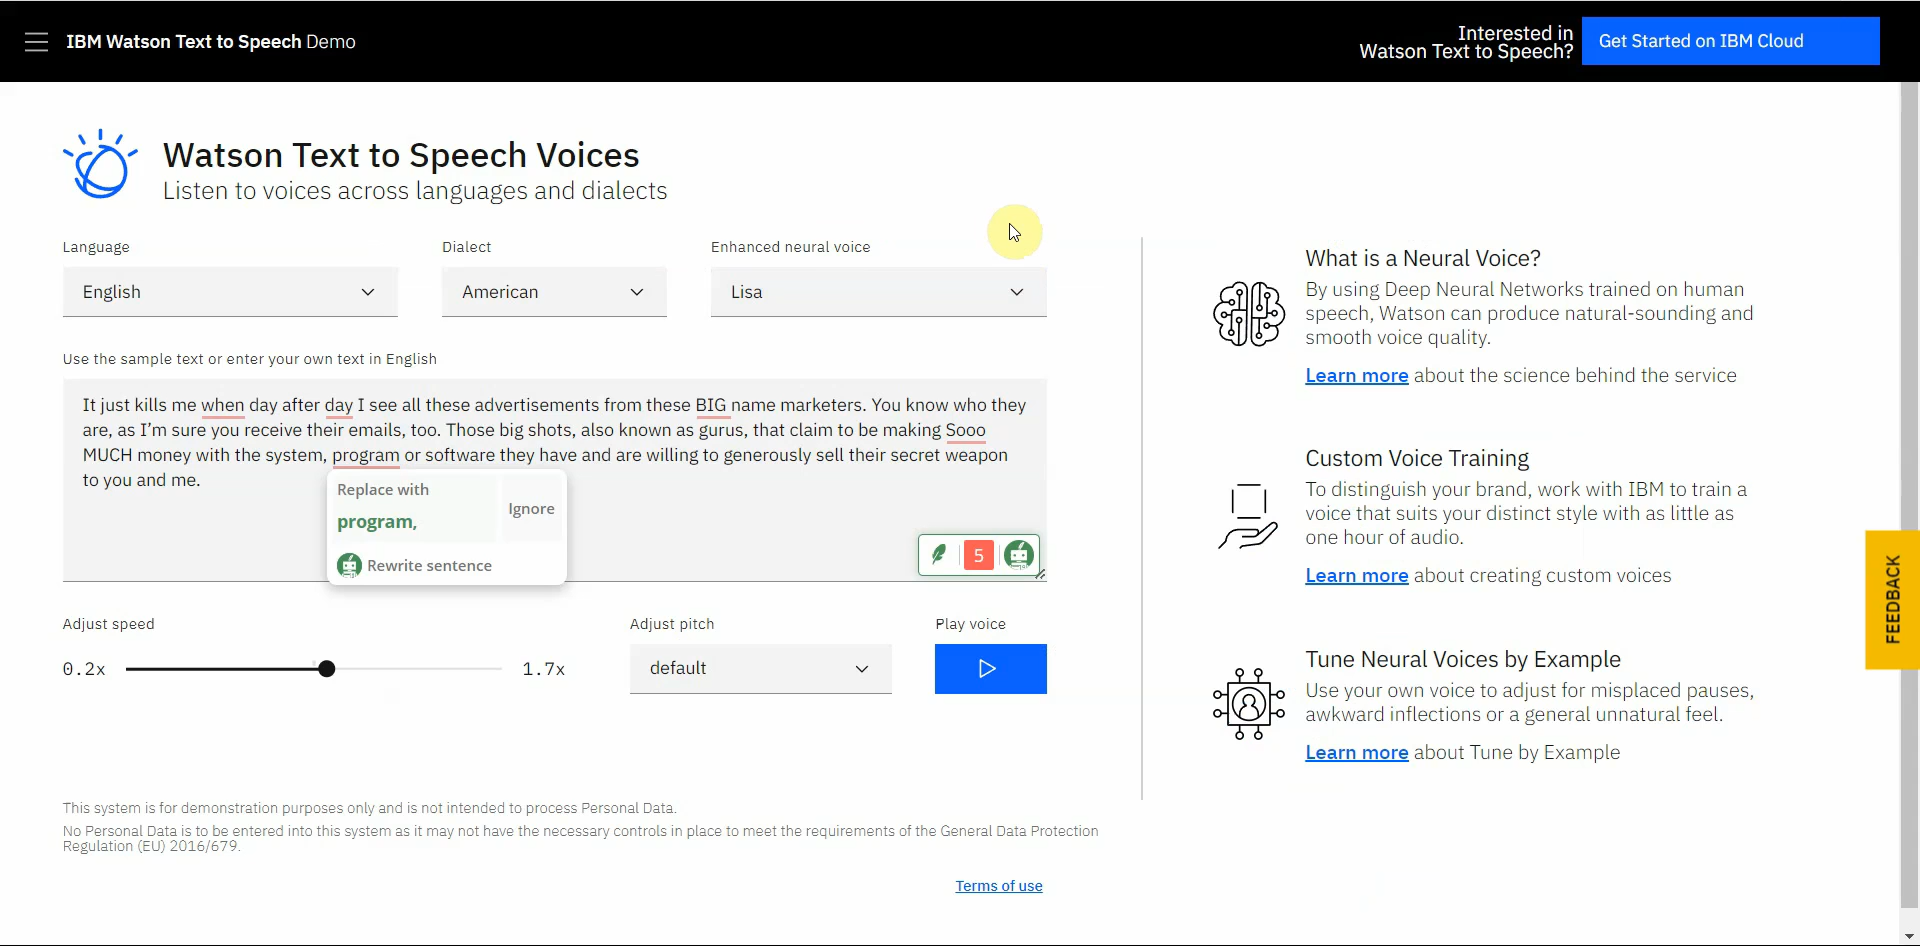 IBM Watson Text to Speech Demo
Interested in
Watson Text to Speech?
Get Started on IBM Cloud
Watson Text to Speech Voices
Listen to voices across languages and dialects
Language
Dialect
Enhanced neural voice
English
American
Lisa
Use the sample text or enter your own text in English
It just kills me when day after day I see all these advertisements from these BIG name marketers. You know who they
are, as I’m sure you receive their emails, too. Those big shots, also known as gurus, that claim to be making Sooo
MUCH money with the system, program or software they have and are willing to generously sell their secret weapon
to you and me.
Replace with
program,
Ignore
Rewrite sentence
5
Adjust speed
Adjust pitch
Play voice
0.2x
1.7x
default
What is a Neural Voice?
By using Deep Neural Networks trained on human
speech, Watson can produce natural-sounding and
smooth voice quality.
Learn more about the science behind the service
Custom Voice Training
To distinguish your brand, work with IBM to train a
voice that suits your distinct style with as little as
one hour of audio.
Learn more about creating custom voices
Tune Neural Voices by Example
Use your own voice to adjust for misplaced pauses,
awkward inflections or a general unnatural feel.
Learn more about Tune by Example
FEEDBACK
This system is for demonstration purposes only and is not intended to process Personal Data.
No Personal Data is to be entered into this system as it may not have the necessary controls in place to meet the requirements of the General Data Protection
Regulation (EU) 2016/679.
Terms of use